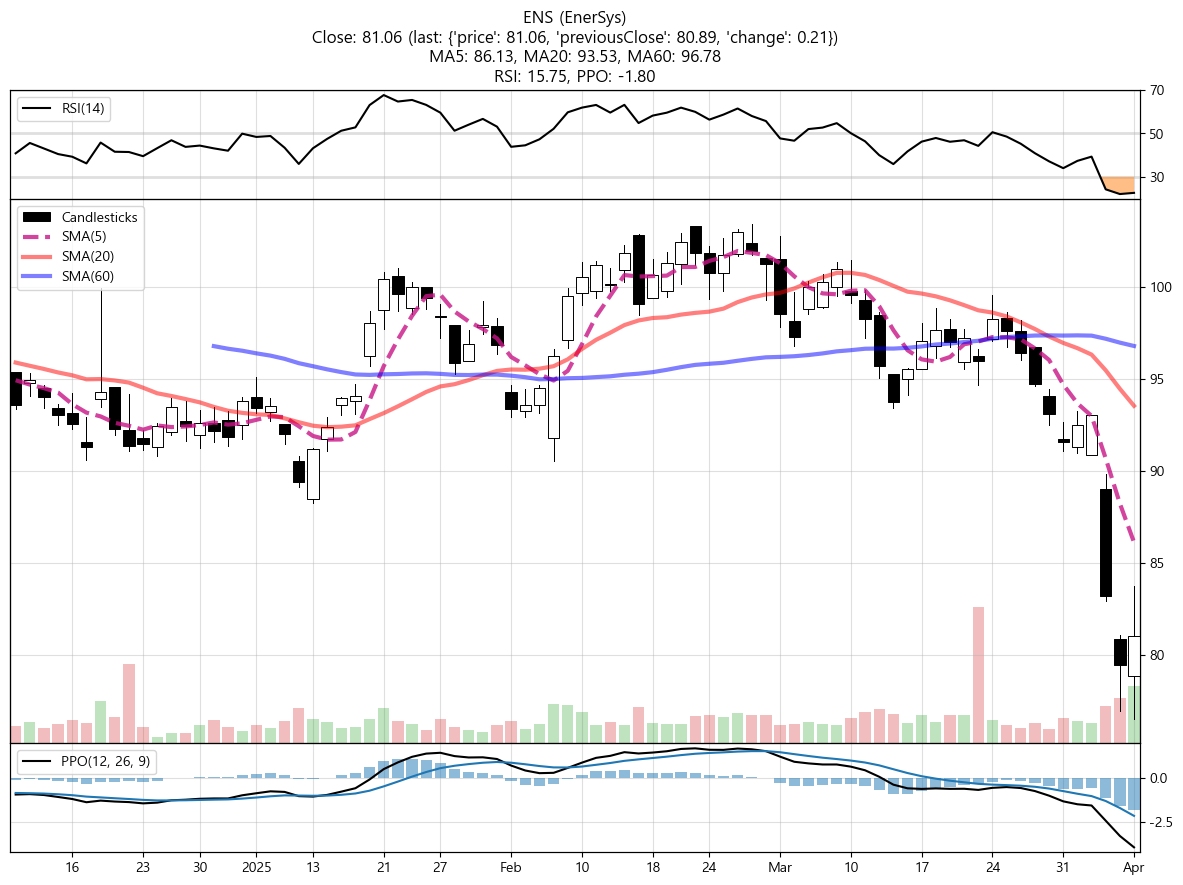 ENS (EnerSys)
Close: 81.06 (last: {'price': 81.06, 'previousClose': 80.89, 'change': 0.21})
MA5: 86.13, MA20: 93.53, MA60: 96.78
RSI: 15.75, PPO: -1.80
RSI(14)
70
50
30
Candlesticks
SMA(5)
SMA(20)
SMA(60)
100
95
90
85
80
PPO(12, 26, 9)
0.0
-2.5
16 23 30 2025 13 21 27 Feb 10 18 24 Mar 10 17 24 31 Apr